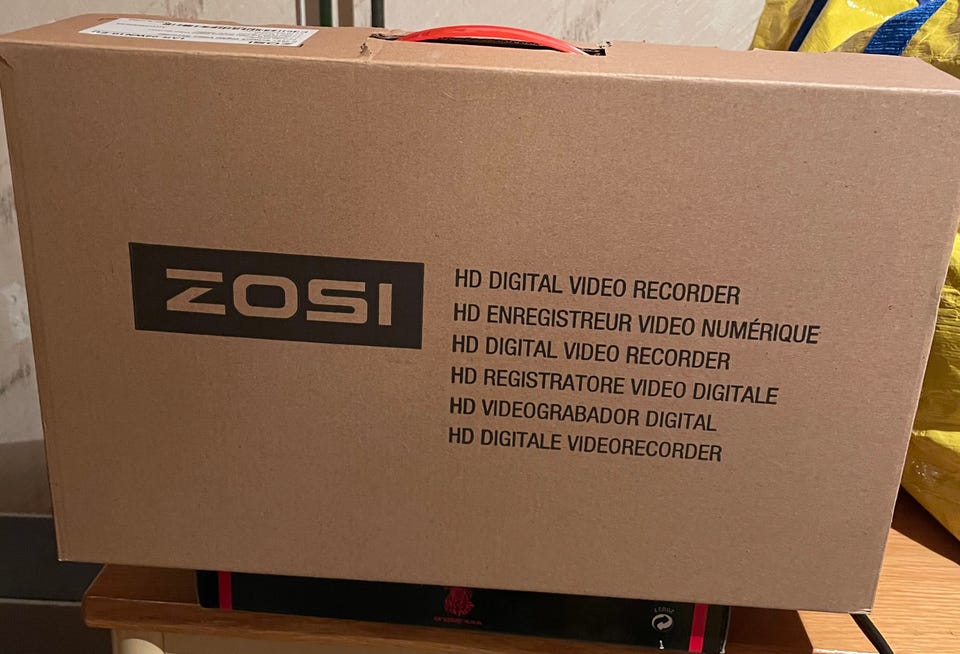 ZOSI
HD DIGITAL VIDEO RECORDER
HD ENREGISTREUR VIDEO NUMÉRIQUE
HD DIGITAL VIDEO RECORDER
HD REGISTRATORE VIDEO DIGITALE
HD VIDEOGRABADOR DIGITAL
HD DIGITALE VIDEORECORDER